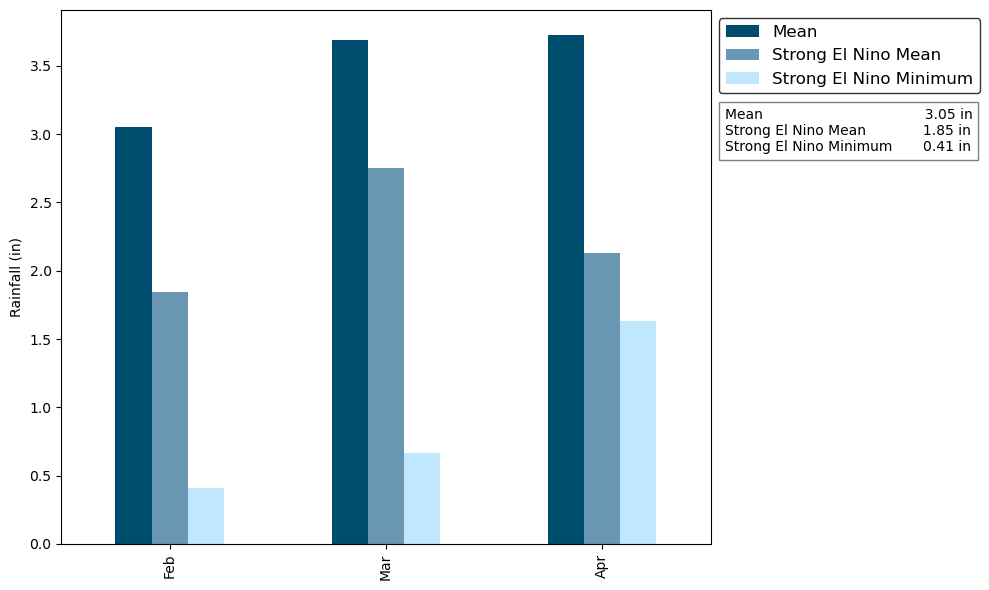 Mean
Strong El Nino Mean
Strong El Nino Minimum
Mean 3.05 in
Strong El Nino Mean 1.85 in
Strong El Nino Minimum 0.41 in
Rainfall (in)
3.5
3.0
2.5
2.0
1.5
1.0
0.5
0.0
Feb
Mar
Apr